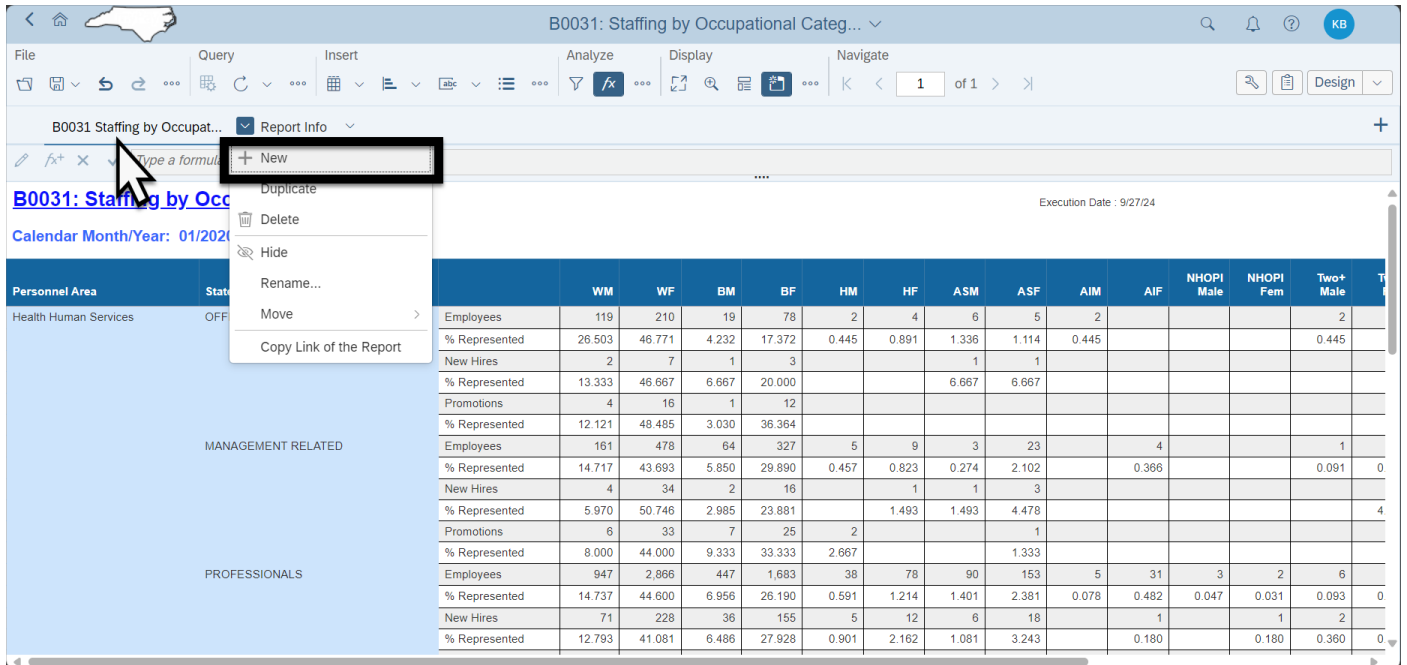 B0031: Staffing by Occupational Categ...
KB
File Query Insert Analyze Display Navigate
abc fx 1 of 1 Design
B0031 Staffing by Occupat... Report Info
fx+ Type a formula
New
Duplicate
Delete
Hide
Rename...
Move
Copy Link of the Report
B0031: Staffing by Occ
Execution Date : 9/27/24
Calendar Month/Year: 01/2020
Personnel Area WM WF BM BF HM HF ASM ASF AIM AIF NHOPI Male NHOPI Fem Two+ Male
Health Human Services OFF Employees 119 210 19 78 2 4 6 5 2 2
% Represented 26.503 46.771 4.232 17.372 0.445 0.891 1.336 1.114 0.445 0.445
New Hires 2 7 1 3 1 1
% Represented 13.333 46.667 6.667 20.000 6.667 6.667
Promotions 4 16 1 12
% Represented 12.121 48.485 3.030 36.364
MANAGEMENT RELATED Employees 161 478 64 327 5 9 3 23 4 1
% Represented 14.717 43.693 5.850 29.890 0.457 0.823 0.274 2.102 0.366 0.091 0.
New Hires 4 34 2 16 1 1 3
% Represented 5.970 50.746 2.985 23.881 1.493 1.493 4.478 4.
Promotions 6 33 7 25 2 1
% Represented 8.000 44.000 9.333 33.333 2.667 1.333
PROFESSIONALS Employees 947 2,866 447 1,683 38 78 90 153 5 31 3 2 6
% Represented 14.737 44.600 6.956 26.190 0.591 1.214 1.401 2.381 0.078 0.482 0.047 0.031 0.093 0.
New Hires 71 228 36 155 5 12 6 18 1 1 2
% Represented 12.793 41.081 6.486 27.928 0.901 2.162 1.081 3.243 0.180 0.180 0.360 0.